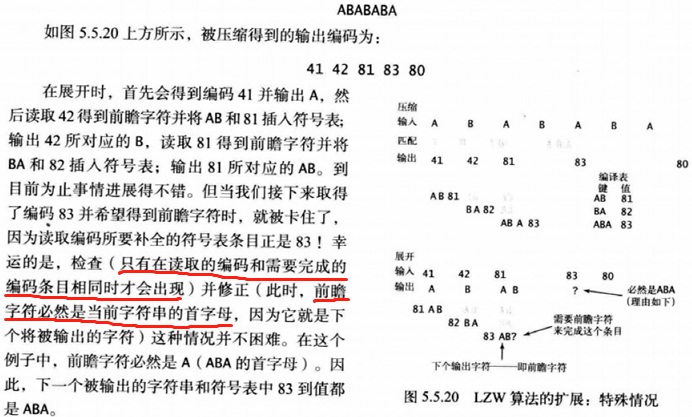 ABABABA
如图 5.5.20 上方所示，被压缩得到的输出编码为：
41 42 81 83 80
在展开时，首先会得到编码 41 并输出 A，然
后读取 42 得到前瞻字符并将 AB 和 81 插入符号表；
输出 42 所对应的 B，读取 81 得到前瞻字符并将
BA 和 82 插入符号表；输出 81 所对应的 AB。到
目前为止事情进展得不错。但当我们接下来取得
了编码 83 并希望得到前瞻字符时，就被卡住了，
因为读取编码所要补全的符号表条目正是 83！幸
运的是，检查（只有在读取的编码和需要完成的
编码条目相同时才会出现）并修正（此时，前瞻
字符必然是当前字符串的首字母，因为它就是下
个将被输出的字符）这种情况并不困难。在这个
例子中，前瞻字符必然是 A（ABA 的首字母）。因
此，下一个被输出的字符串和符号表中 83 到值都
是 ABA。
压缩
输入 A B A B A B A
匹配
输出 41 42 81 83 80
编译表
键 值
AB 81
BA 82
ABA 83
A B 81
B A 82
AB A 83
展开
输入 41 42 81 83 80
输出 A B A B ?
必然是ABA
（理由如下）
81 AB
82 BA
83 AB?
需要前瞻字符
来完成这个条目
下个输出字符——即前瞻字符
图 5.5.20 LZW 算法的扩展：特殊情况